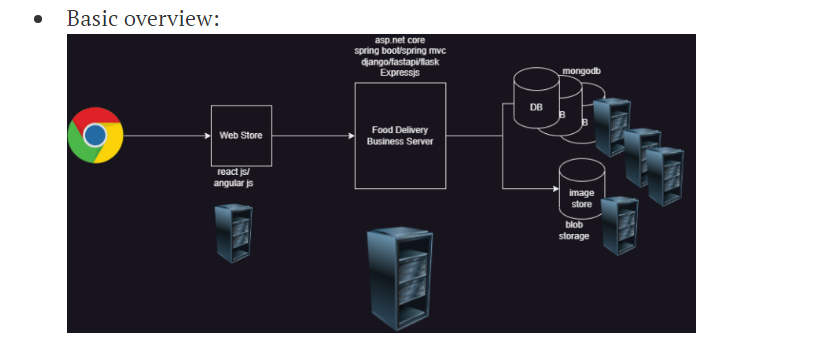 Basic overview:
asp.net core
spring boot/spring mvc
django/fastapi/flask
Expressjs
mongodb
DB
B
B
Web Store
Food Delivery
Business Server
react js/
angular js
image
store
blob
storage